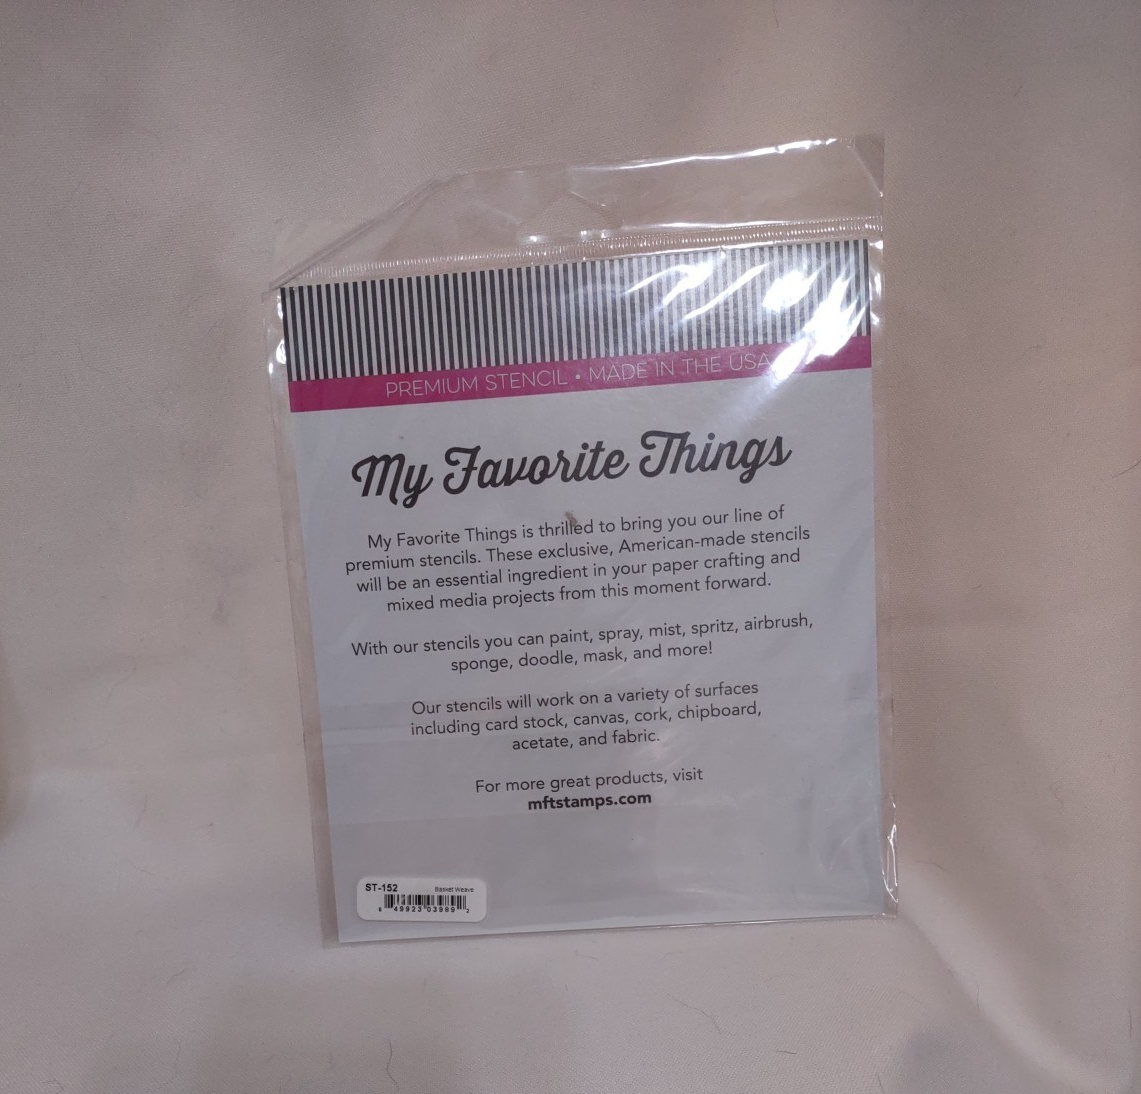 PREMIUM STENCIL • MADE IN THE USA
My Favorite Things
My Favorite Things is thrilled to bring you our line of
premium stencils. These exclusive, American-made stencils
will be an essential ingredient in your paper crafting and
mixed media projects from this moment forward.
With our stencils you can paint, spray, mist, spritz, airbrush,
sponge, doodle, mask, and more!
Our stencils will work on a variety of surfaces
including card stock, canvas, cork, chipboard,
acetate, and fabric.
For more great products, visit
mftstamps.com
ST-152 Basket Weave
8 49923 03989 2